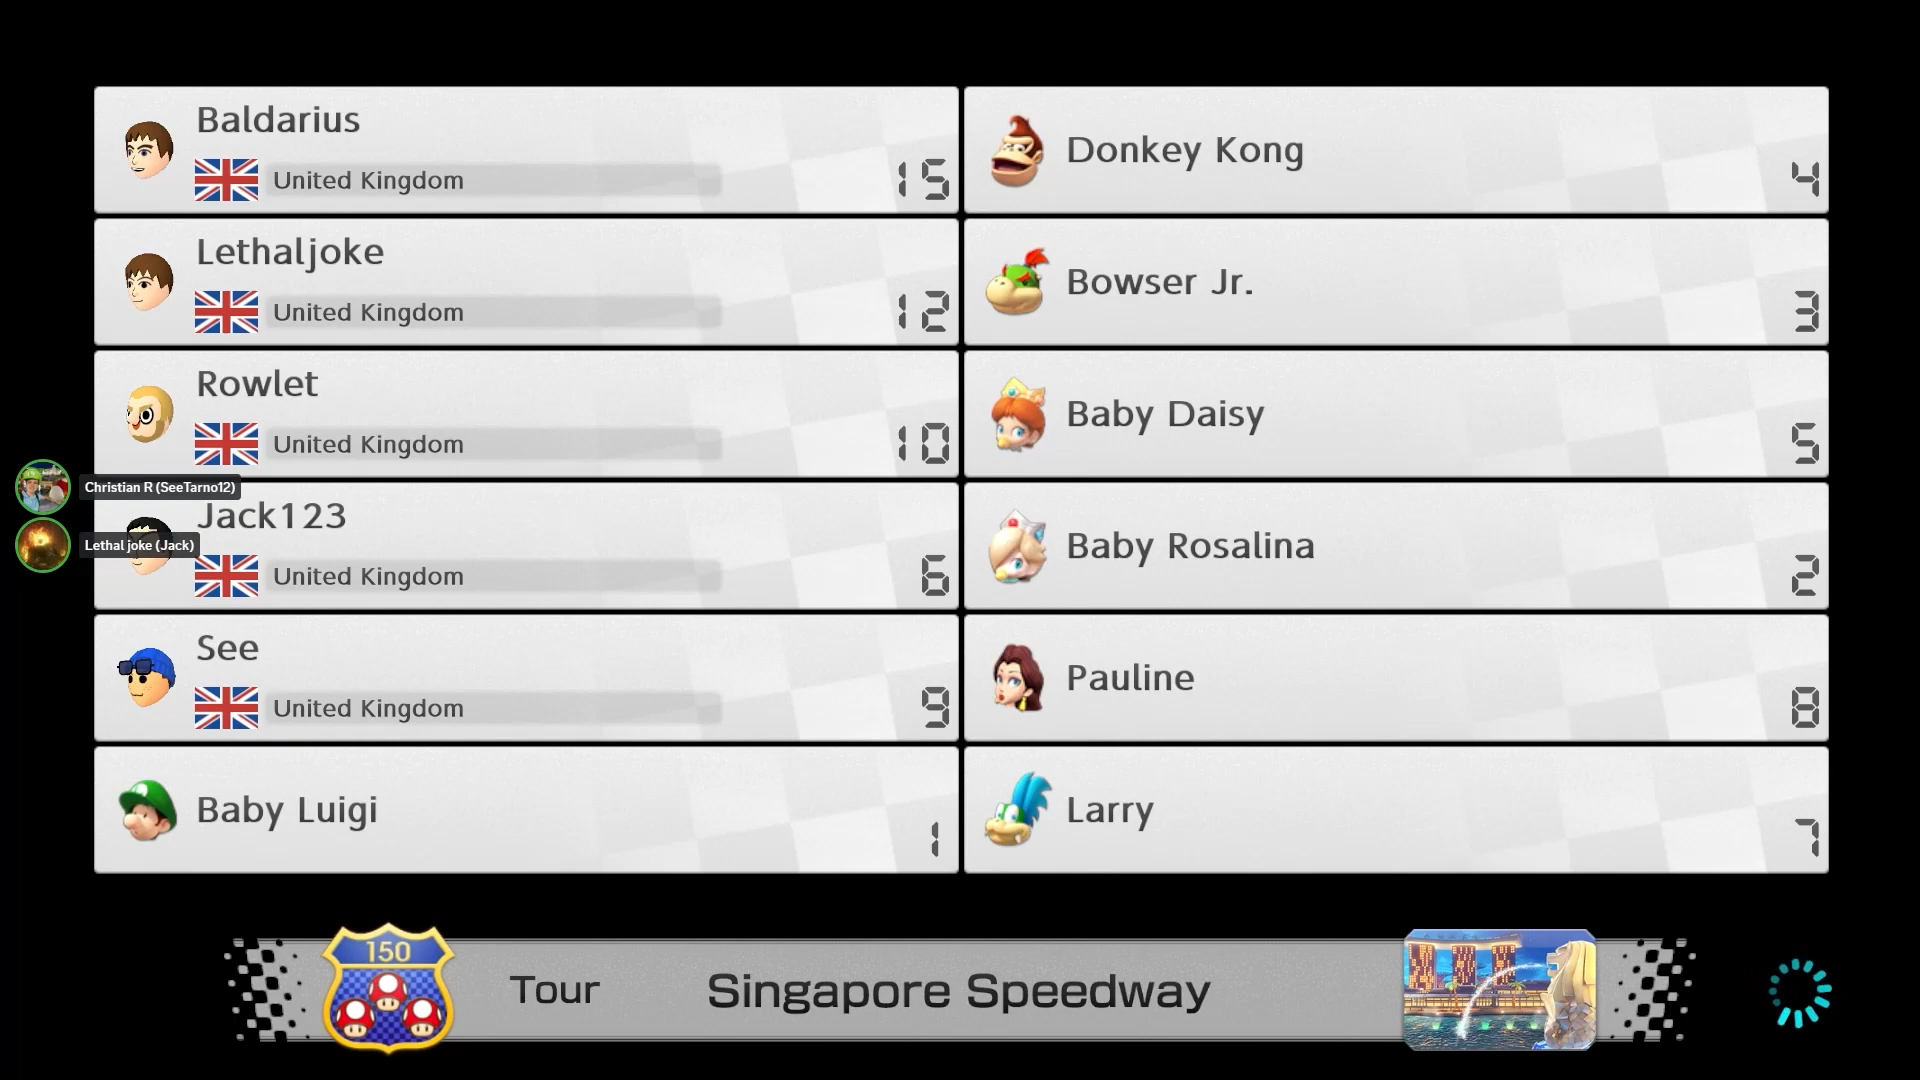 Baldarius
United Kingdom
15
Lethaljoke
United Kingdom
12
Rowlet
United Kingdom
10
Christian R (SeeTarno12)
Jack123
Lethal joke (Jack)
United Kingdom
6
See
United Kingdom
9
Baby Luigi
1
Donkey Kong
4
Bowser Jr.
3
Baby Daisy
5
Baby Rosalina
2
Pauline
8
Larry
7
150
Tour
Singapore Speedway